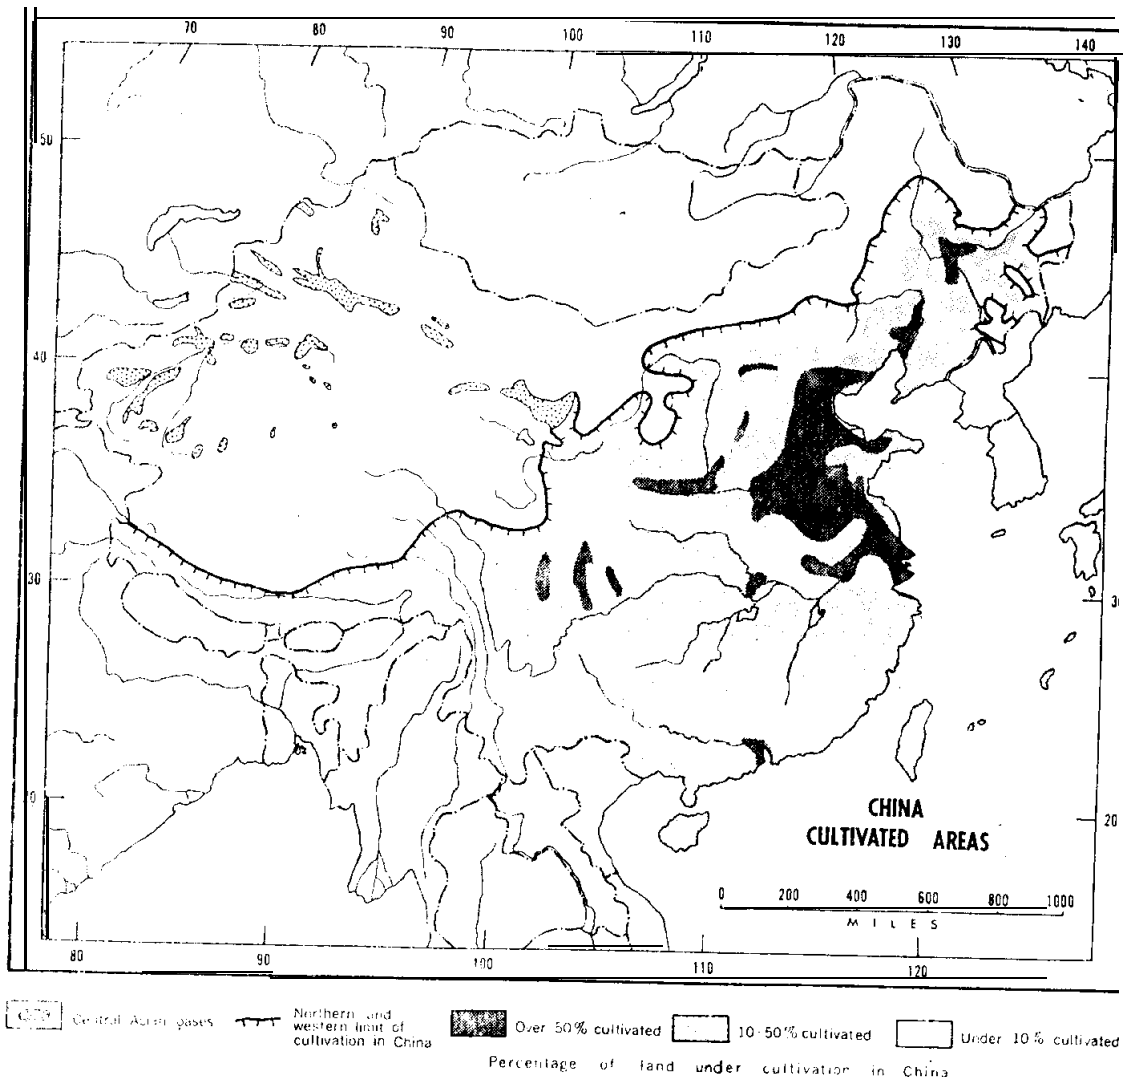 70 80 90 100 110 120 130 140
50
40
30 30
20
CHINA
CULTIVATED AREAS
0 200 400 600 800 1000
MILES
80 90 100 110 120
Northern and
western limit of
cultivation in China
Over 50% cultivated
10-50% cultivated
Under 10% cultivated
Central Asian oases
Percentage of land under cultivation in China